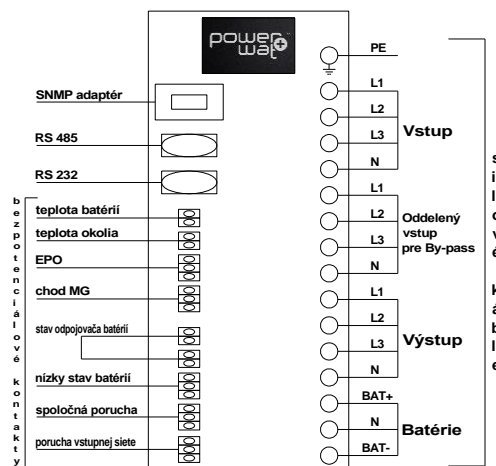 power
wat+
SNMP adaptér
RS 485
RS 232
bezpotenciálové kontakty
teplota batérií
teplota okolia
EPO
chod MG
stav odpojovača batérií
nízky stav batérií
spoločná porucha
porucha vstupnej siete
PE
L1
L2
L3
N
Vstup
L1
L2
L3
N
Oddelený
vstup
pre By-pass
L1
L2
L3
N
Výstup
BAT+
N
BAT-
Batérie